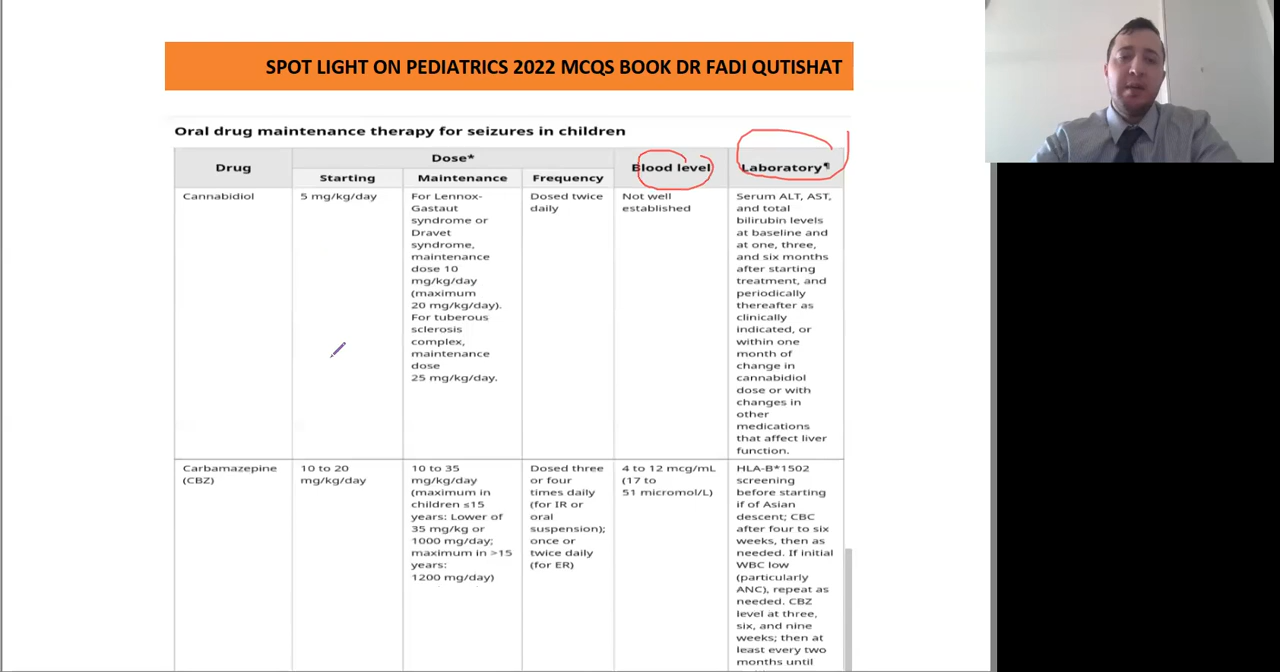 SPOT LIGHT ON PEDIATRICS 2022 MCQS BOOK DR FADI QUTISHAT
Oral drug maintenance therapy for seizures in children
Drug
Dose*
Starting
Maintenance
Frequency
Blood level
Laboratory¶
Cannabidiol
5 mg/kg/day
For Lennox-
Gastaut
syndrome or
Dravet
syndrome,
maintenance
dose 10
mg/kg/day
(maximum
20 mg/kg/day).
For tuberous
sclerosis
complex,
maintenance
dose
25 mg/kg/day.
Dosed twice
daily
Not well
established
Serum ALT, AST,
and total
bilirubin levels
at baseline and
at one, three,
and six months
after starting
treatment, and
periodically
thereafter as
clinically
indicated, or
within one
month of
change in
cannabidiol
dose or with
changes in
other
medications
that affect liver
function.
Carbamazepine
(CBZ)
10 to 20
mg/kg/day
10 to 35
mg/kg/day
(maximum in
children ≤15
years: Lower of
35 mg/kg or
1000 mg/day;
maximum in >15
years:
1200 mg/day)
Dosed three
or four
times daily
(for IR or
oral
suspension);
once or
twice daily
(for ER)
4 to 12 mcg/mL
(17 to
51 micromol/L)
HLA-B*1502
screening
before starting
if of Asian
descent; CBC
after four to six
weeks, then as
needed. If initial
WBC low
(particularly
ANC), repeat as
needed. CBZ
level at three,
six, and nine
weeks; then at
least every two
months until